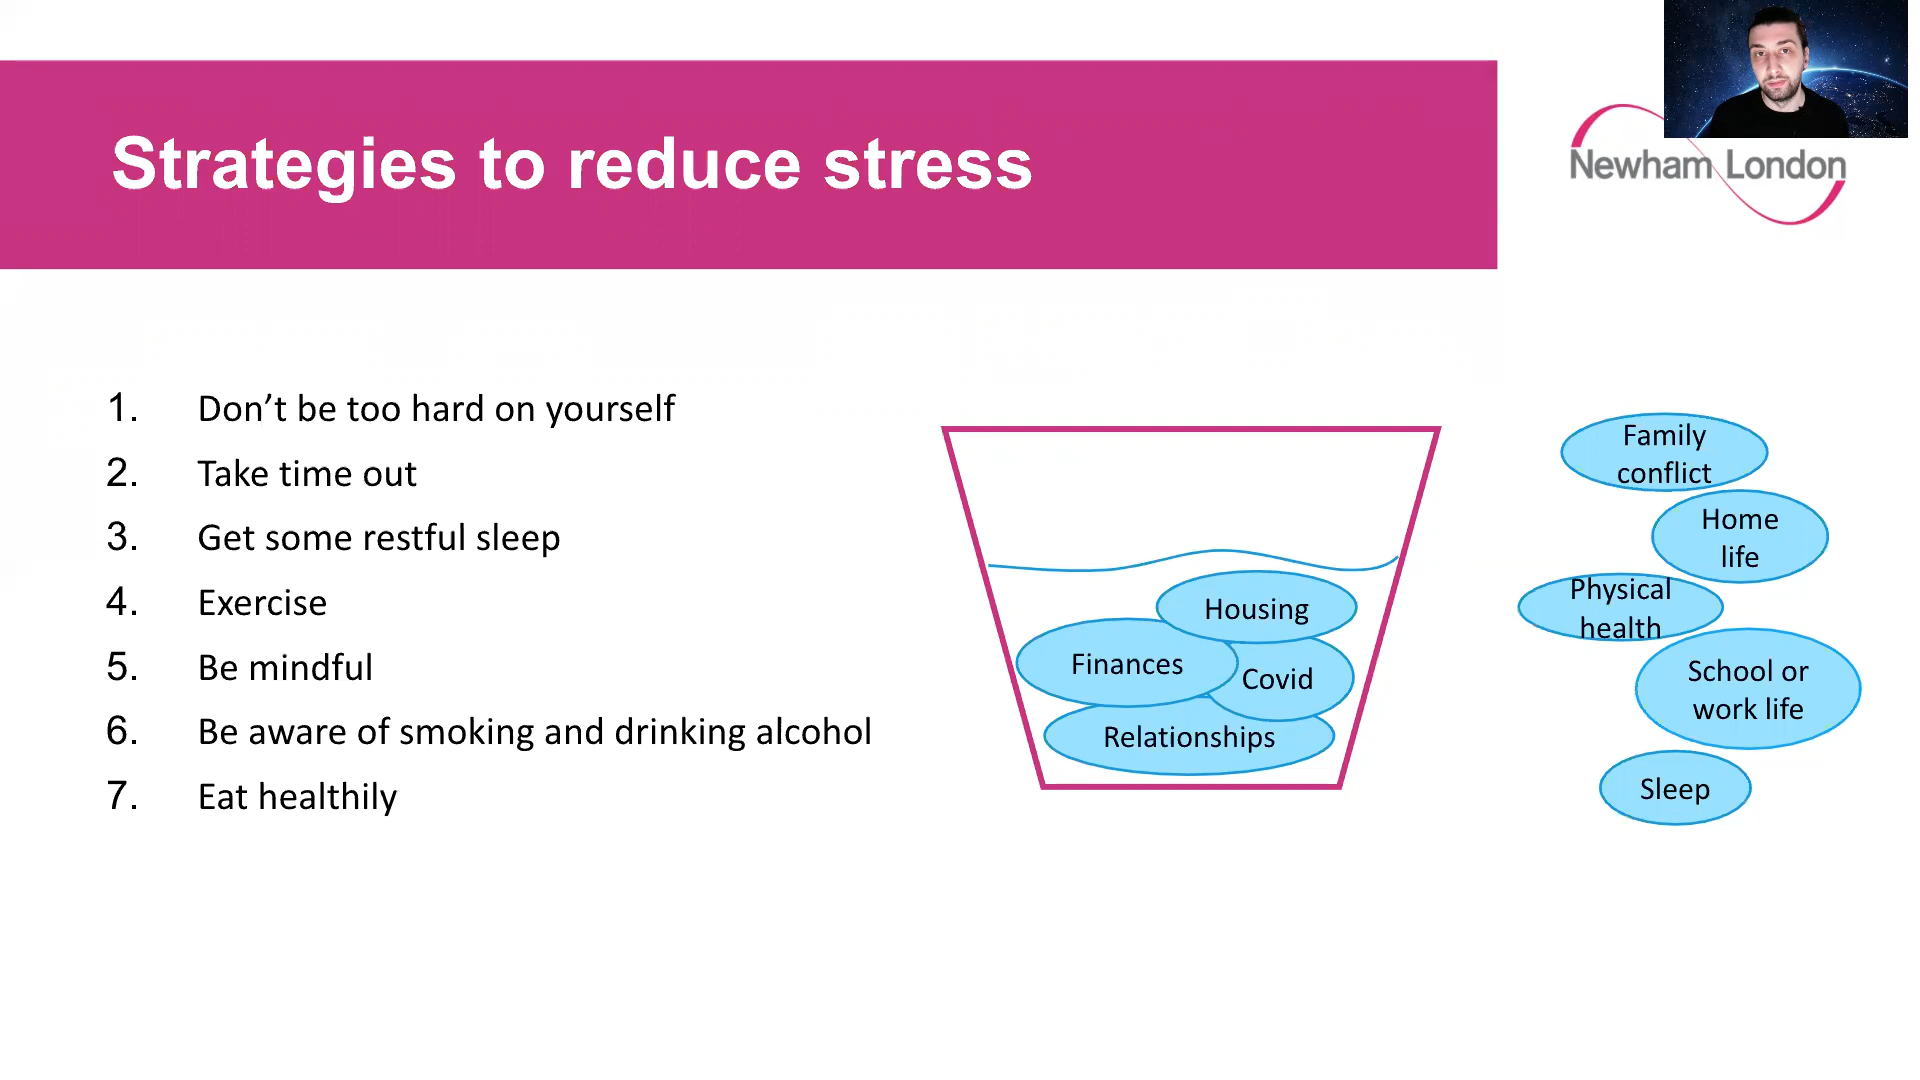 Strategies to reduce stress
Newham London
1. Don’t be too hard on yourself
2. Take time out
3. Get some restful sleep
4. Exercise
5. Be mindful
6. Be aware of smoking and drinking alcohol
7. Eat healthily
Housing
Finances
Covid
Relationships
Family
conflict
Home
life
Physical
health
School or
work life
Sleep